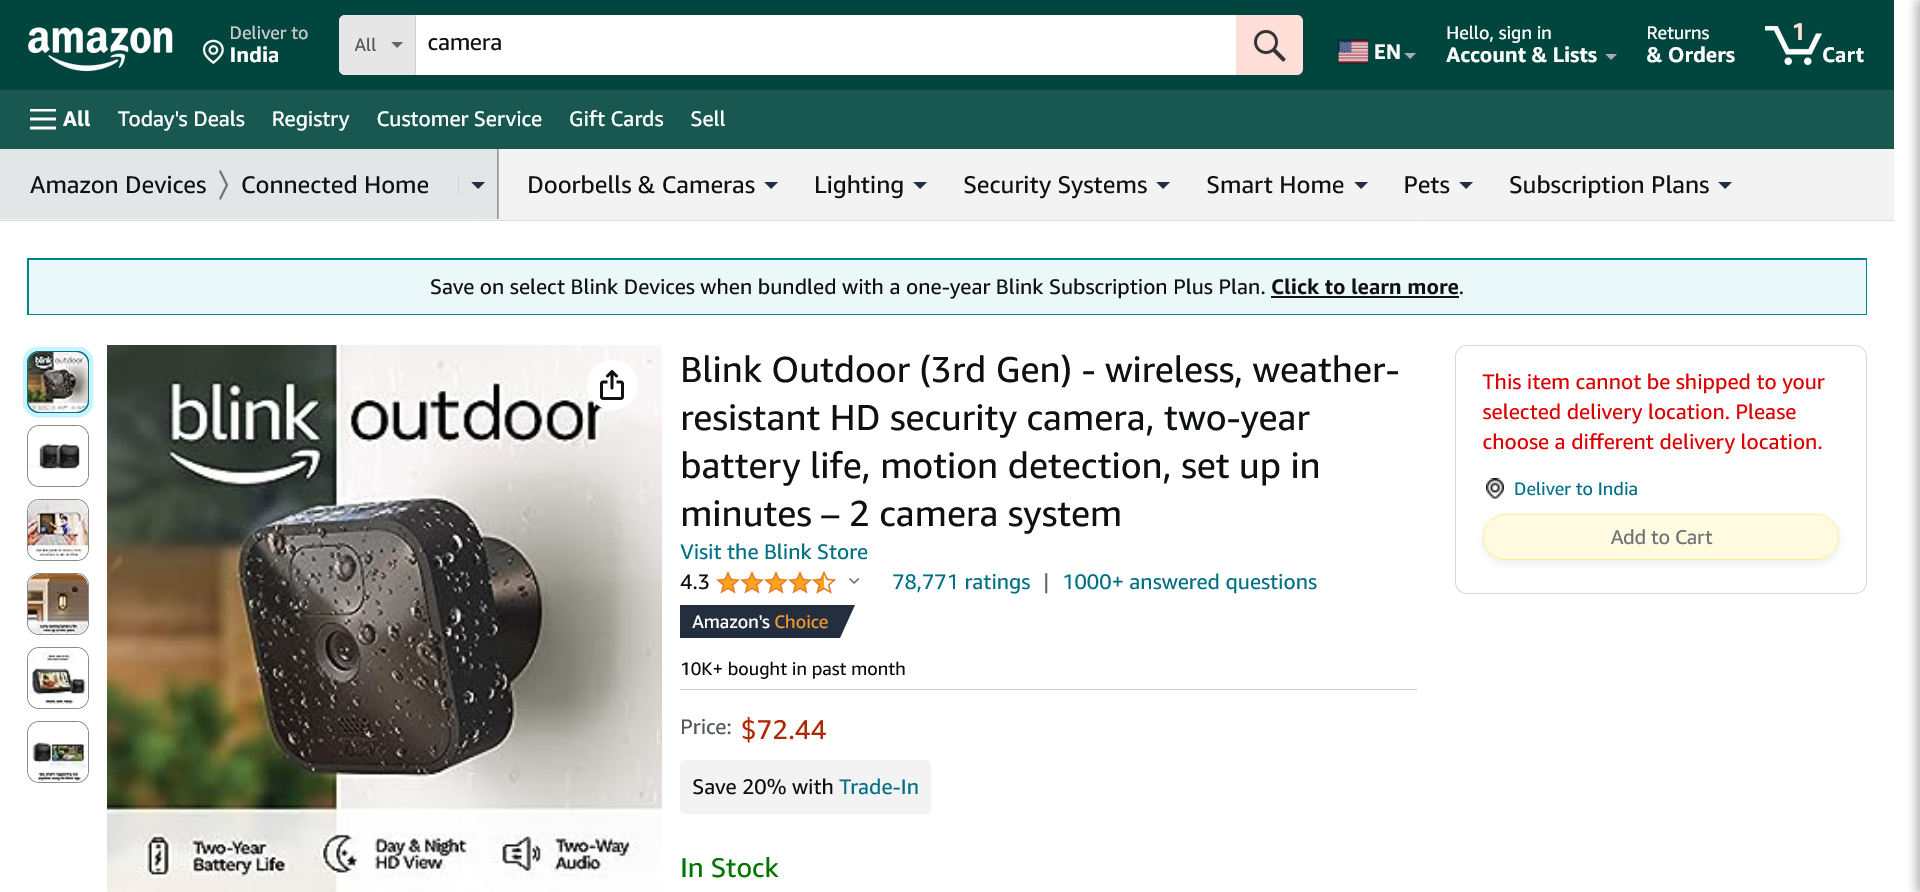 amazon
Deliver to
India
All
camera
EN
Hello, sign in
Account & Lists
Returns
& Orders
1
Cart
All
Today's Deals
Registry
Customer Service
Gift Cards
Sell
Amazon Devices
Connected Home
Doorbells & Cameras
Lighting
Security Systems
Smart Home
Pets
Subscription Plans
Save on select Blink Devices when bundled with a one-year Blink Subscription Plus Plan. Click to learn more.
blink outdoor
blink outdoor
Two-Year
Battery Life
Day & Night
HD View
Two-Way
Audio
Blink Outdoor (3rd Gen) - wireless, weather-
resistant HD security camera, two-year
battery life, motion detection, set up in
minutes – 2 camera system
Visit the Blink Store
4.3
78,771 ratings | 1000+ answered questions
Amazon's Choice
10K+ bought in past month
Price: $72.44
Save 20% with Trade-In
In Stock
This item cannot be shipped to your
selected delivery location. Please
choose a different delivery location.
Deliver to India
Add to Cart